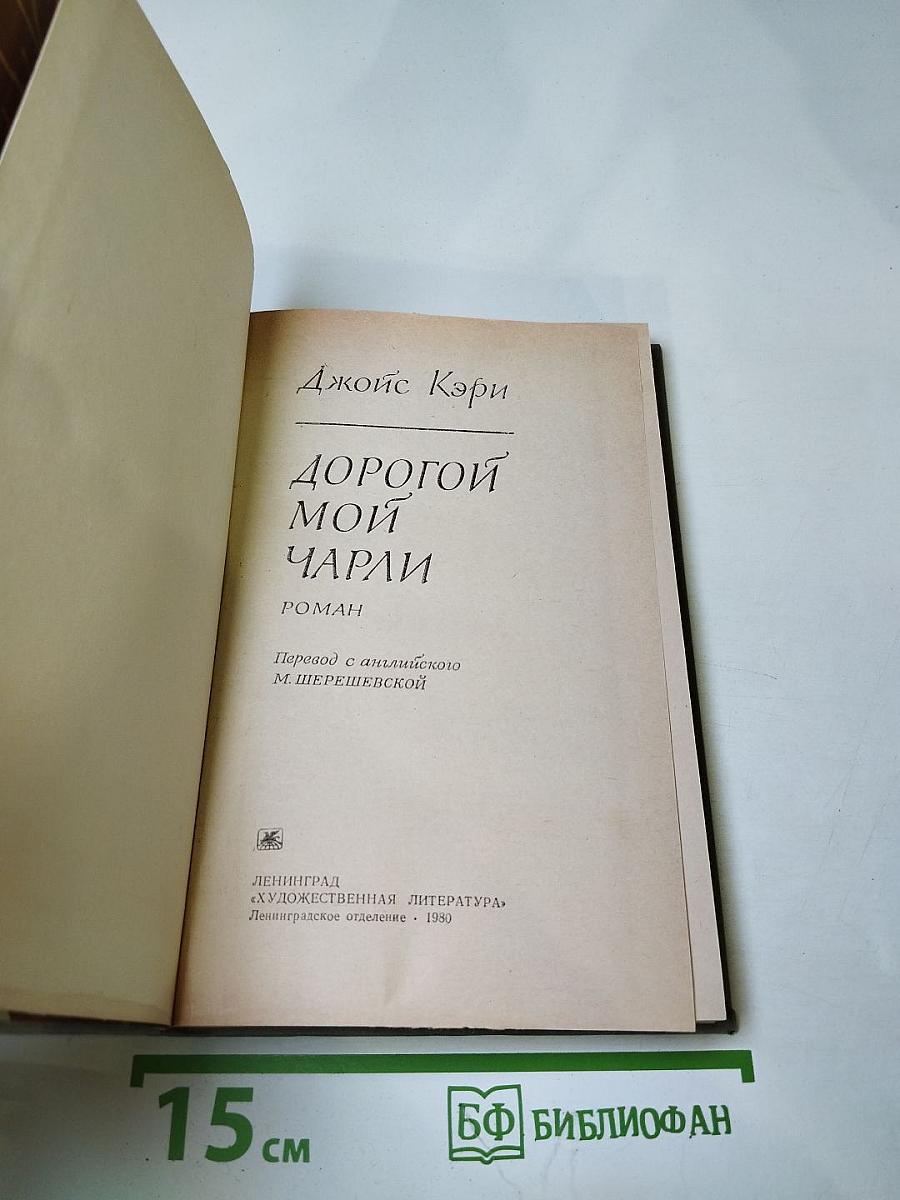 Джойс Кэри
ДОРОГОЙ
МОЙ
ЧАРЛИ
РОМАН
Перевод с английского
М. ШЕРЕШЕВСКОЙ
ЛЕНИНГРАД
«ХУДОЖЕСТВЕННАЯ ЛИТЕРАТУРА»
Ленинградское отделение · 1980
15 см
БФ БИБЛИОФАН